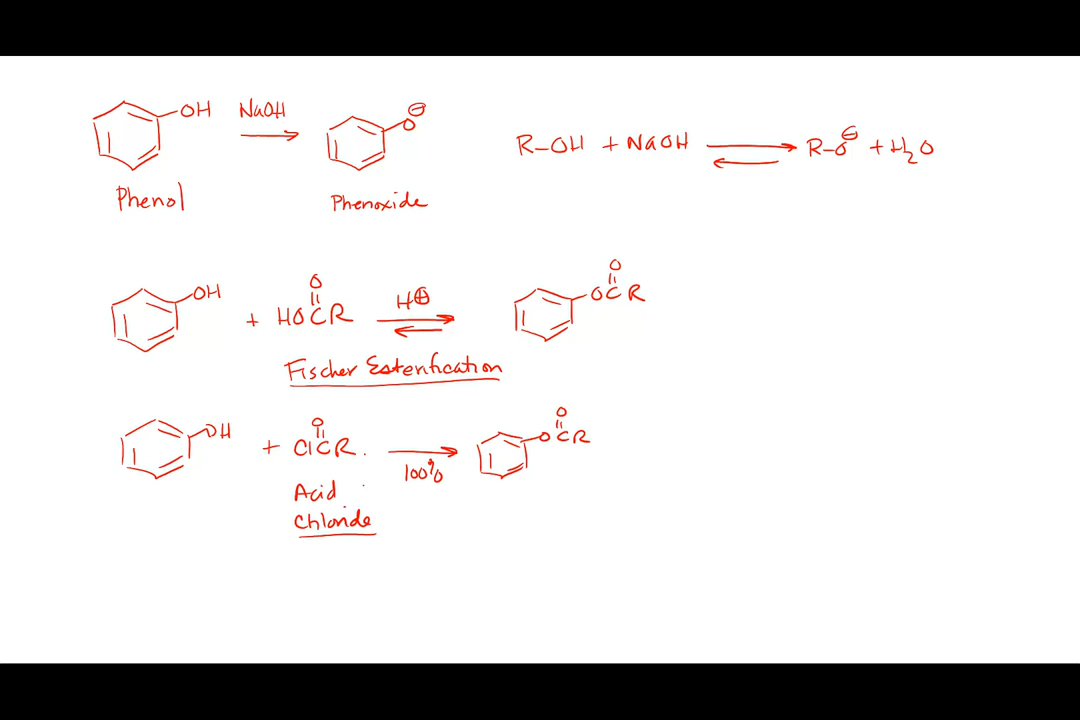 OH NaOH O⊖
R-OH + NaOH ⇌ R-O⊖ + H₂O
Phenol Phenoxide
OH + HOCR O H⊕ ⇌ OCR O
Fischer Esterification
OH + ClCR O → 100% OCR O
Acid
Chloride